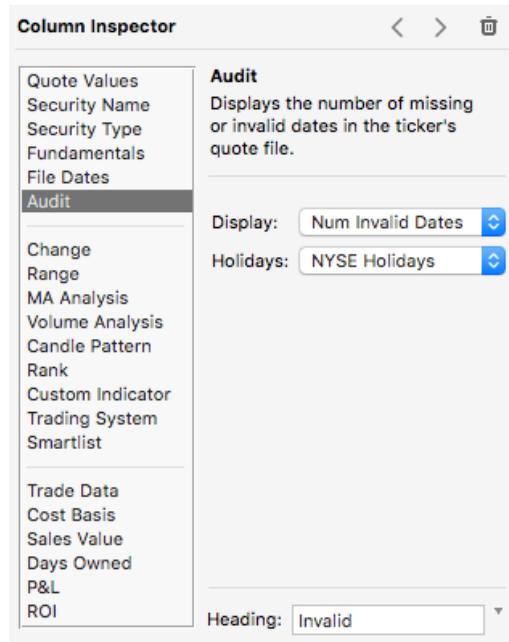 Column Inspector
Quote Values
Security Name
Security Type
Fundamentals
File Dates
Audit
Change
Range
MA Analysis
Volume Analysis
Candle Pattern
Rank
Custom Indicator
Trading System
Smartlist
Trade Data
Cost Basis
Sales Value
Days Owned
P&L
ROI
Audit
Displays the number of missing
or invalid dates in the ticker's
quote file.
Display: Num Invalid Dates
Holidays: NYSE Holidays
Heading: Invalid